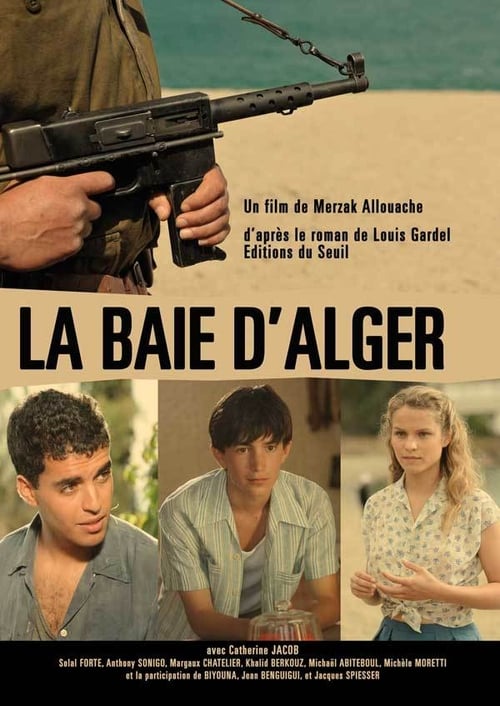 Un film de Merzak Allouache
d'après le roman de Louis Gardel
Editions du Seuil
LA BAIE D'ALGER
avec Catherine JACOB
Solal FORTE, Anthony SONIGO, Margaux CHATELIER, Khalid BERKOUZ, Michaël ABITEBOUL, Michèle MORETTI
et la participation de BIYOUNA, Jean BENGUIGUI, et Jacques SPIESSER